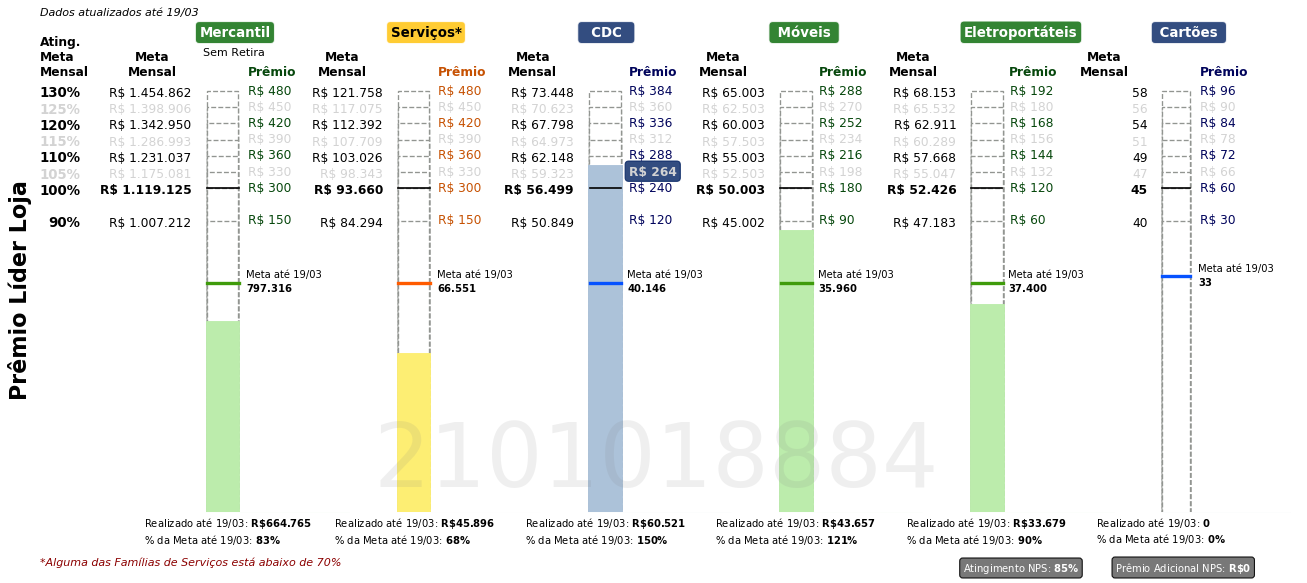 Dados atualizados até 19/03
Mercantil Serviços* CDC Móveis Eletroportáteis Cartões
Sem Retira
Ating. Meta Mensal Meta Mensal Prêmio Meta Mensal Prêmio Meta Mensal Prêmio Meta Mensal Prêmio Meta Mensal Prêmio Meta Mensal Prêmio
130% R$ 1.454.862 R$ 480 R$ 121.758 R$ 480 R$ 73.448 R$ 384 R$ 65.003 R$ 288 R$ 68.153 R$ 192 58 R$ 96
125% R$ 1.398.906 R$ 450 R$ 117.075 R$ 450 R$ 70.623 R$ 360 R$ 62.503 R$ 270 R$ 65.532 R$ 180 56 R$ 90
120% R$ 1.342.950 R$ 420 R$ 112.392 R$ 420 R$ 67.798 R$ 336 R$ 60.003 R$ 252 R$ 62.911 R$ 168 54 R$ 84
115% R$ 1.286.993 R$ 390 R$ 107.709 R$ 390 R$ 64.973 R$ 312 R$ 57.503 R$ 234 R$ 60.289 R$ 156 51 R$ 78
110% R$ 1.231.037 R$ 360 R$ 103.026 R$ 360 R$ 62.148 R$ 288 R$ 55.003 R$ 216 R$ 57.668 R$ 144 49 R$ 72
105% R$ 1.175.081 R$ 330 R$ 98.343 R$ 330 R$ 59.323 R$ 264 R$ 52.503 R$ 198 R$ 55.047 R$ 132 47 R$ 66
100% R$ 1.119.125 R$ 300 R$ 93.660 R$ 300 R$ 56.499 R$ 240 R$ 50.003 R$ 180 R$ 52.426 R$ 120 45 R$ 60
90% R$ 1.007.212 R$ 150 R$ 84.294 R$ 150 R$ 50.849 R$ 120 R$ 45.002 R$ 90 R$ 47.183 R$ 60 40 R$ 30
Prêmio Líder Loja
Meta até 19/03 Meta até 19/03 Meta até 19/03 Meta até 19/03 Meta até 19/03 Meta até 19/03
797.316 66.551 40.146 35.960 37.400 33
2101018884
Realizado até 19/03: R$664.765 Realizado até 19/03: R$45.896 Realizado até 19/03: R$60.521 Realizado até 19/03: R$43.657 Realizado até 19/03: R$33.679 Realizado até 19/03: 0
% da Meta até 19/03: 83% % da Meta até 19/03: 68% % da Meta até 19/03: 150% % da Meta até 19/03: 121% % da Meta até 19/03: 90% % da Meta até 19/03: 0%
*Alguma das Famílias de Serviços está abaixo de 70% Atingimento NPS: 85% Prêmio Adicional NPS: R$0